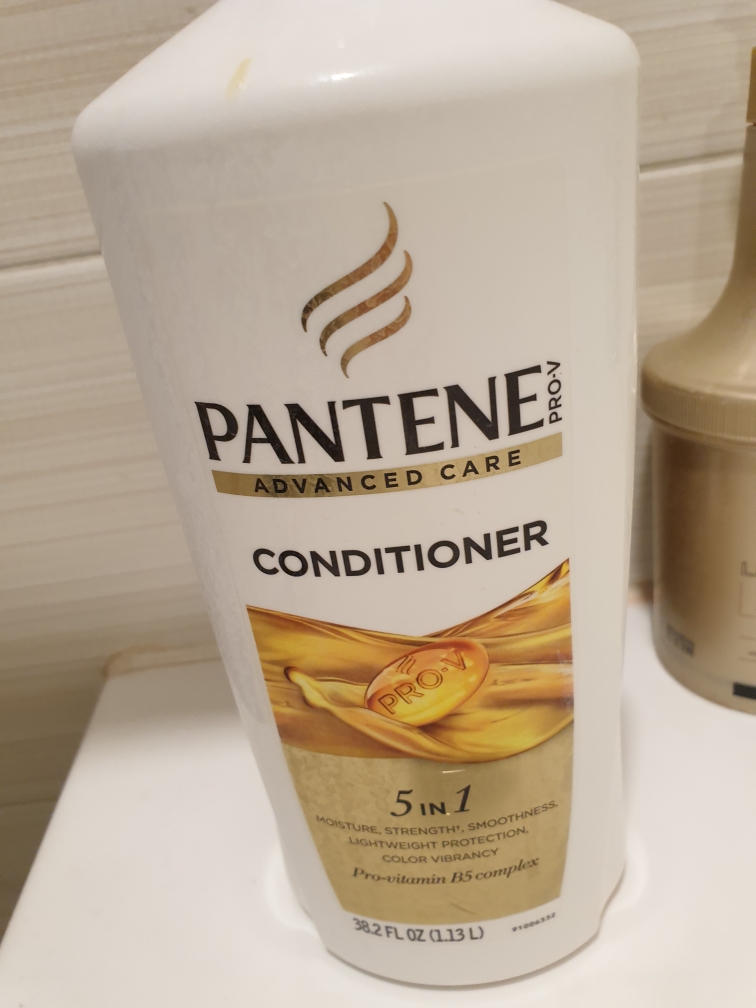 PANTENE PRO-V
ADVANCED CARE
CONDITIONER
PRO-V
5 IN 1
MOISTURE, STRENGTH†, SMOOTHNESS,
LIGHTWEIGHT PROTECTION,
COLOR VIBRANCY
Pro-vitamin B5 complex
38.2 FL OZ (1.13 L)
91006332